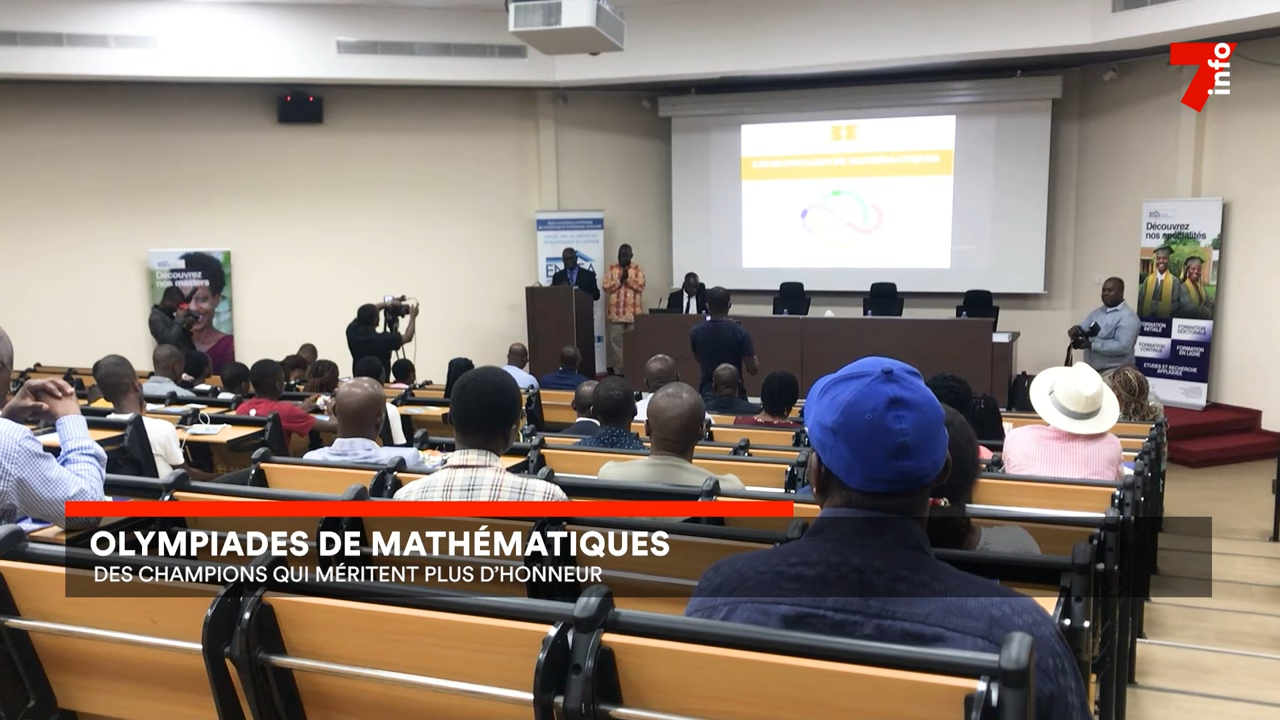 7info
Découvrez
nos masters
Découvrez
nos spécialités
FORMATION
INITIALE
FORMATION
DOCTORALE
FORMATION
CONTINUE
FORMATION
EN LIGNE
ETUDES ET RECHERCHE
APPLIQUÉES
OLYMPIADES DE MATHÉMATIQUES
DES CHAMPIONS QUI MÉRITENT PLUS D'HONNEUR